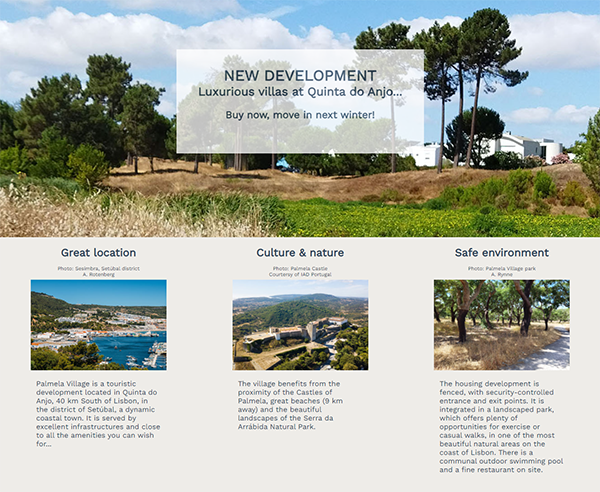 NEW DEVELOPMENT
Luxurious villas at Quinta do Anjo...
Buy now, move in next winter!
Great location
Photo: Sesimbra, Setúbal district
A. Rotenberg
Palmela Village is a touristic
development located in Quinta do
Anjo, 40 km South of Lisbon, in
the district of Setúbal, a dynamic
coastal town. It is served by
excellent infrastructures and close
to all the amenities you can wish
for...
Culture & nature
Photo: Palmela Castle
Courtersy of IAD Portugal
The village benefits from the
proximity of the Castles of
Palmela, great beaches (9 km
away) and the beautiful
landscapes of the Serra da
Arrábida Natural Park.
Safe environment
Photo: Palmela Village park
A. Rynne
The housing development is
fenced, with security-controlled
entrance and exit points. It is
integrated in a landscaped park,
which offers plenty of
opportunities for exercise or
casual walks, in one of the most
beautiful natural areas on the
coast of Lisbon. There is a
communal outdoor swimming pool
and a fine restaurant on site.